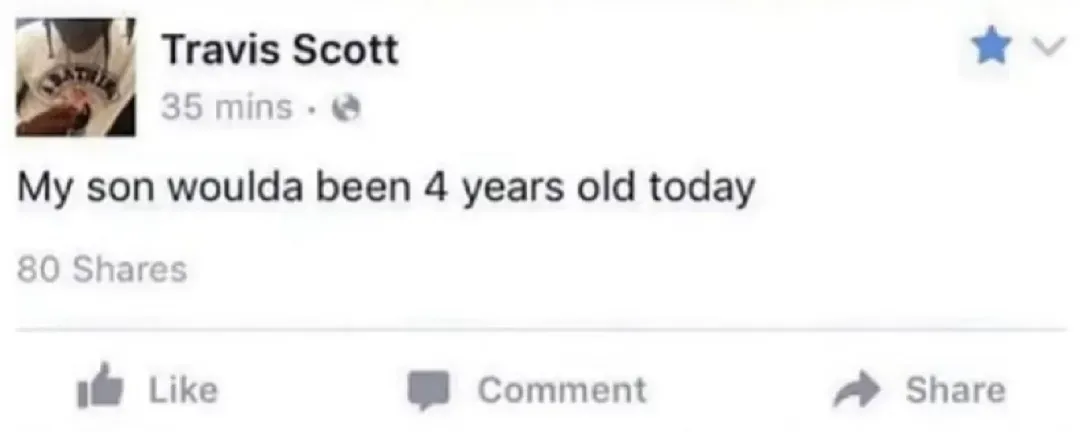 Travis Scott
35 mins ·
My son woulda been 4 years old today
80 Shares
Like Comment Share